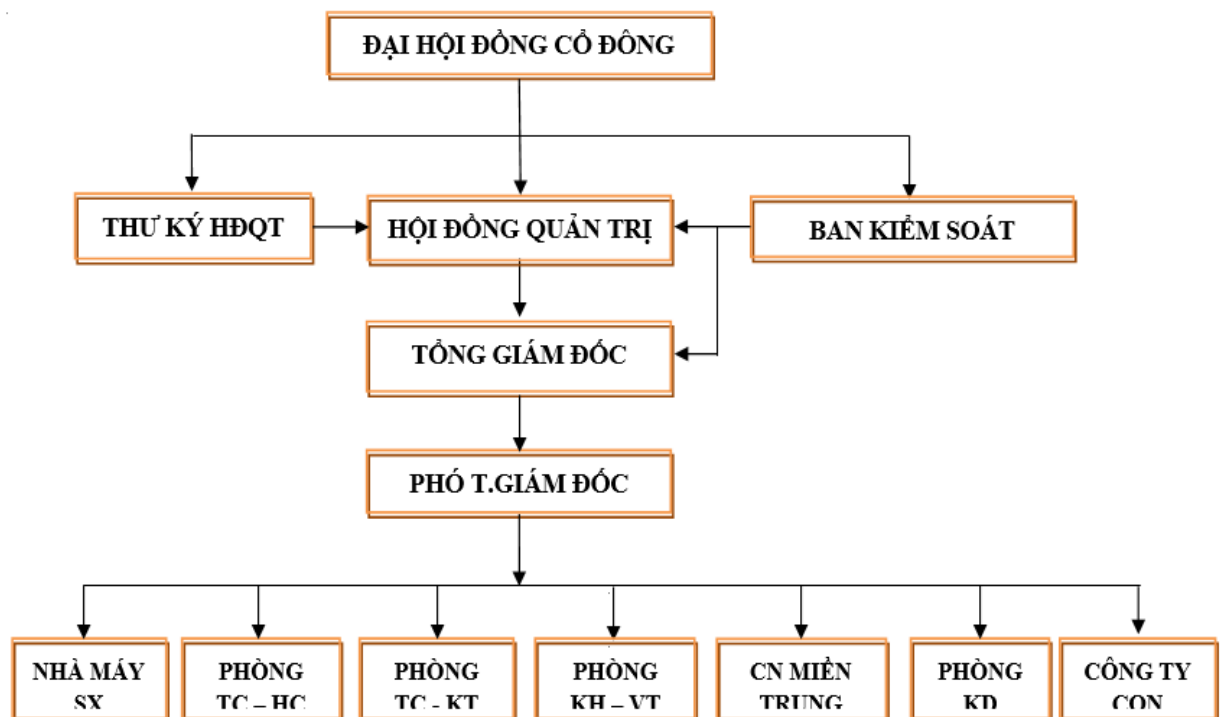 ĐẠI HỘI ĐỒNG CỔ ĐÔNG
THƯ KÝ HĐQT
HỘI ĐỒNG QUẢN TRỊ
BAN KIỂM SOÁT
TỔNG GIÁM ĐỐC
PHÓ T.GIÁM ĐỐC
NHÀ MÁY
SX
PHÒNG
TC – HC
PHÒNG
TC - KT
PHÒNG
KH – VT
CN MIỀN
TRUNG
PHÒNG
KD
CÔNG TY
CON